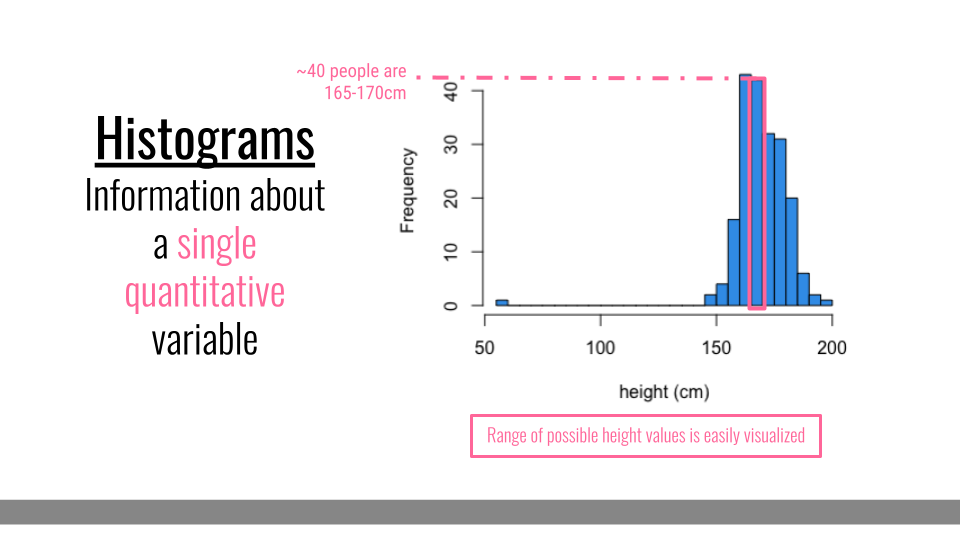 ~40 people are
165-170cm
Histograms
Information about
a single
quantitative
variable
Frequency
40
30
20
10
0
50 100 150 200
height (cm)
Range of possible height values is easily visualized